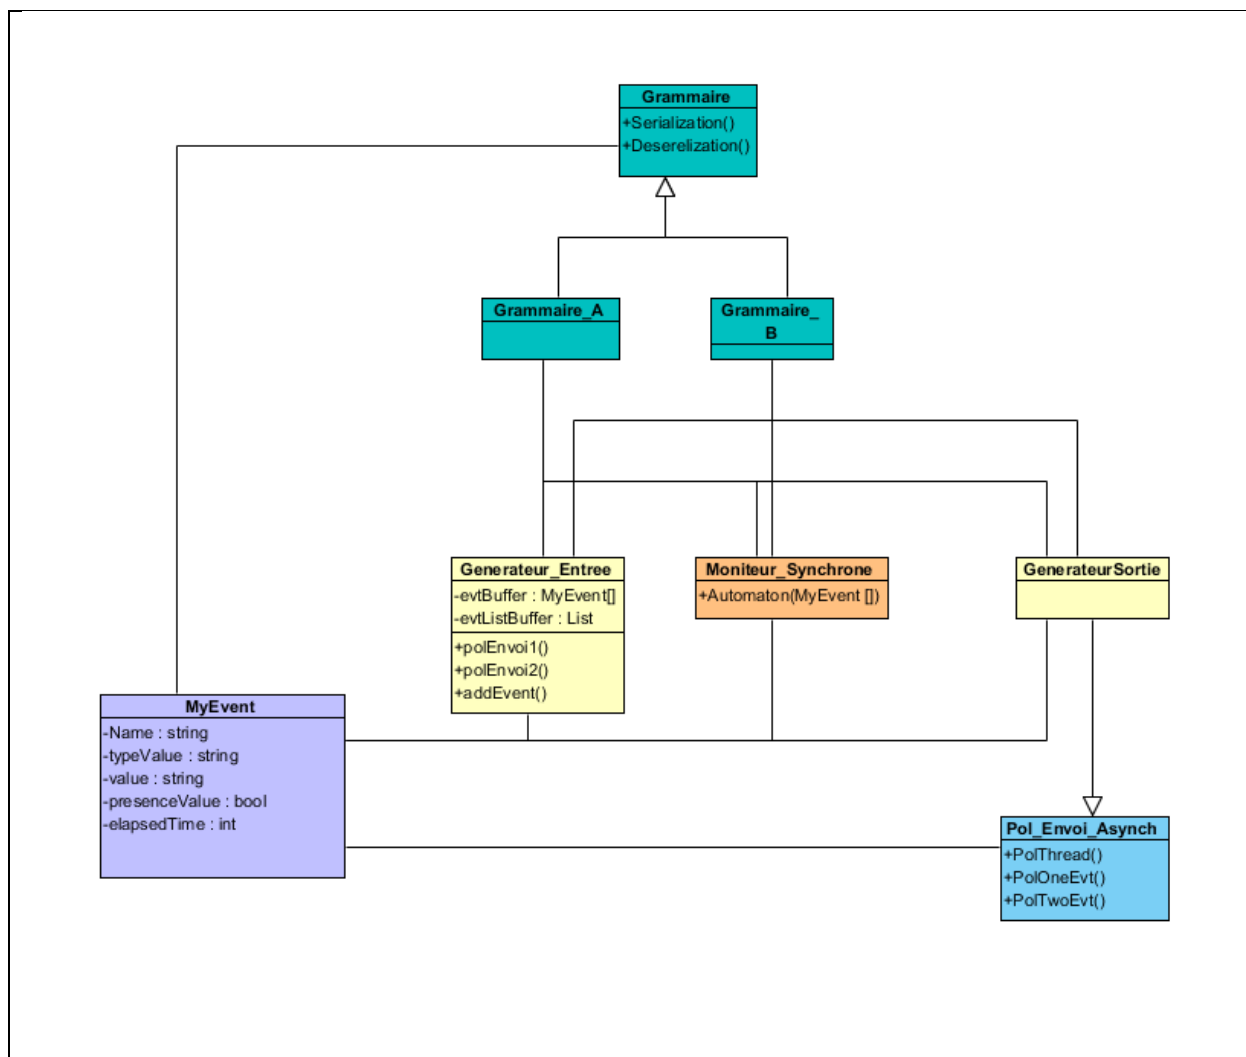 Grammaire
+Serialization()
+Deserelization()
Grammaire_A
Grammaire_
B
Generateur_Entree
-evtBuffer : MyEvent[]
-evtListBuffer : List
+polEnvoi1()
+polEnvoi2()
+addEvent()
Moniteur_Synchrone
+Automaton(MyEvent [])
GenerateurSortie
MyEvent
-Name : string
-typeValue : string
-value : string
-presenceValue : bool
-elapsedTime : int
Pol_Envoi_Asynch
+PolThread()
+PolOneEvt()
+PolTwoEvt()